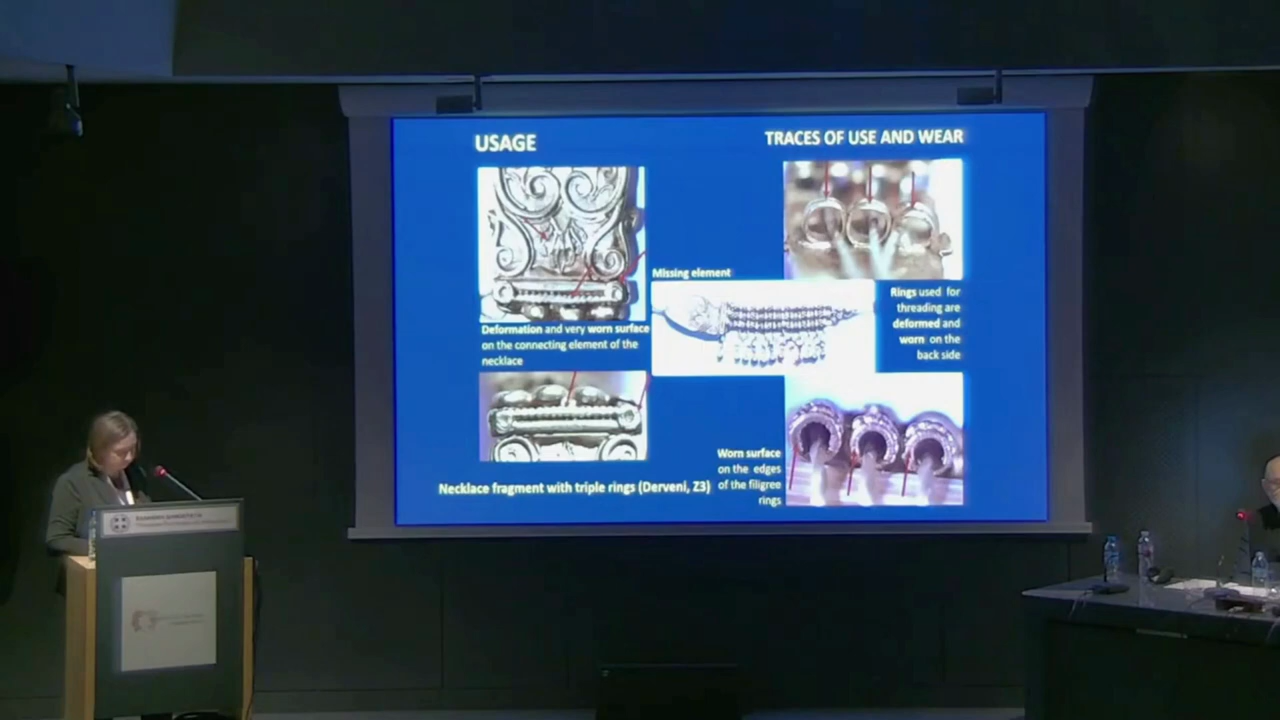 USAGE
TRACES OF USE AND WEAR
Missing element
Deformation and very worn surface
on the connecting element of the
necklace
Rings used for
threading are
deformed and
worn on the
back side
Worn surface
on the edges
of the filigree
rings
Necklace fragment with triple rings (Derveni, Z3)
ΕΛΛΗΝΙΚΗ ΔΗΜΟΚΡΑΤΙΑ